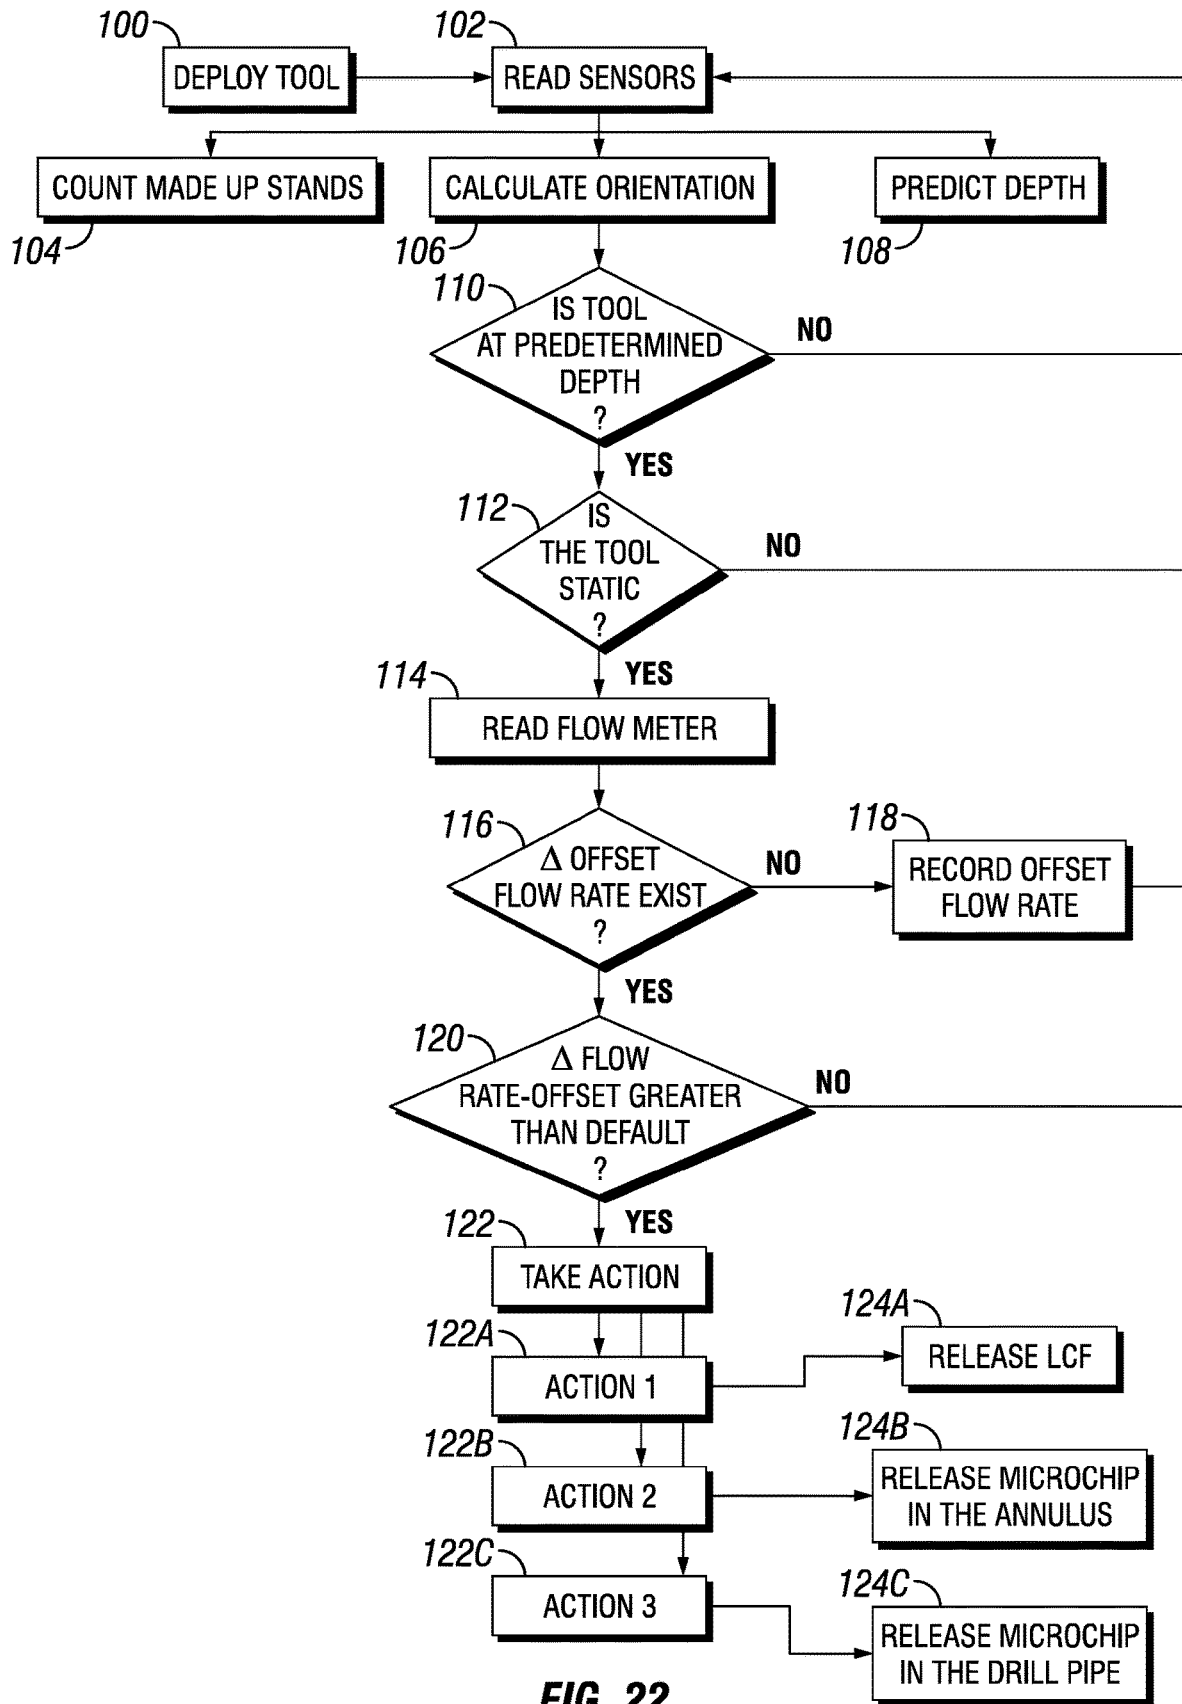 100
DEPLOY TOOL
102
READ SENSORS
COUNT MADE UP STANDS
104
CALCULATE ORIENTATION
106
PREDICT DEPTH
108
110
IS TOOL
AT PREDETERMINED
DEPTH
?
NO
YES
112
IS
THE TOOL
STATIC
?
NO
YES
114
READ FLOW METER
116
Δ OFFSET
FLOW RATE EXIST
?
NO
118
RECORD OFFSET
FLOW RATE
YES
120
Δ FLOW
RATE-OFFSET GREATER
THAN DEFAULT
?
NO
YES
122
TAKE ACTION
122A
ACTION 1
124A
RELEASE LCF
122B
ACTION 2
124B
RELEASE MICROCHIP
IN THE ANNULUS
122C
ACTION 3
124C
RELEASE MICROCHIP
IN THE DRILL PIPE
FIG. 22